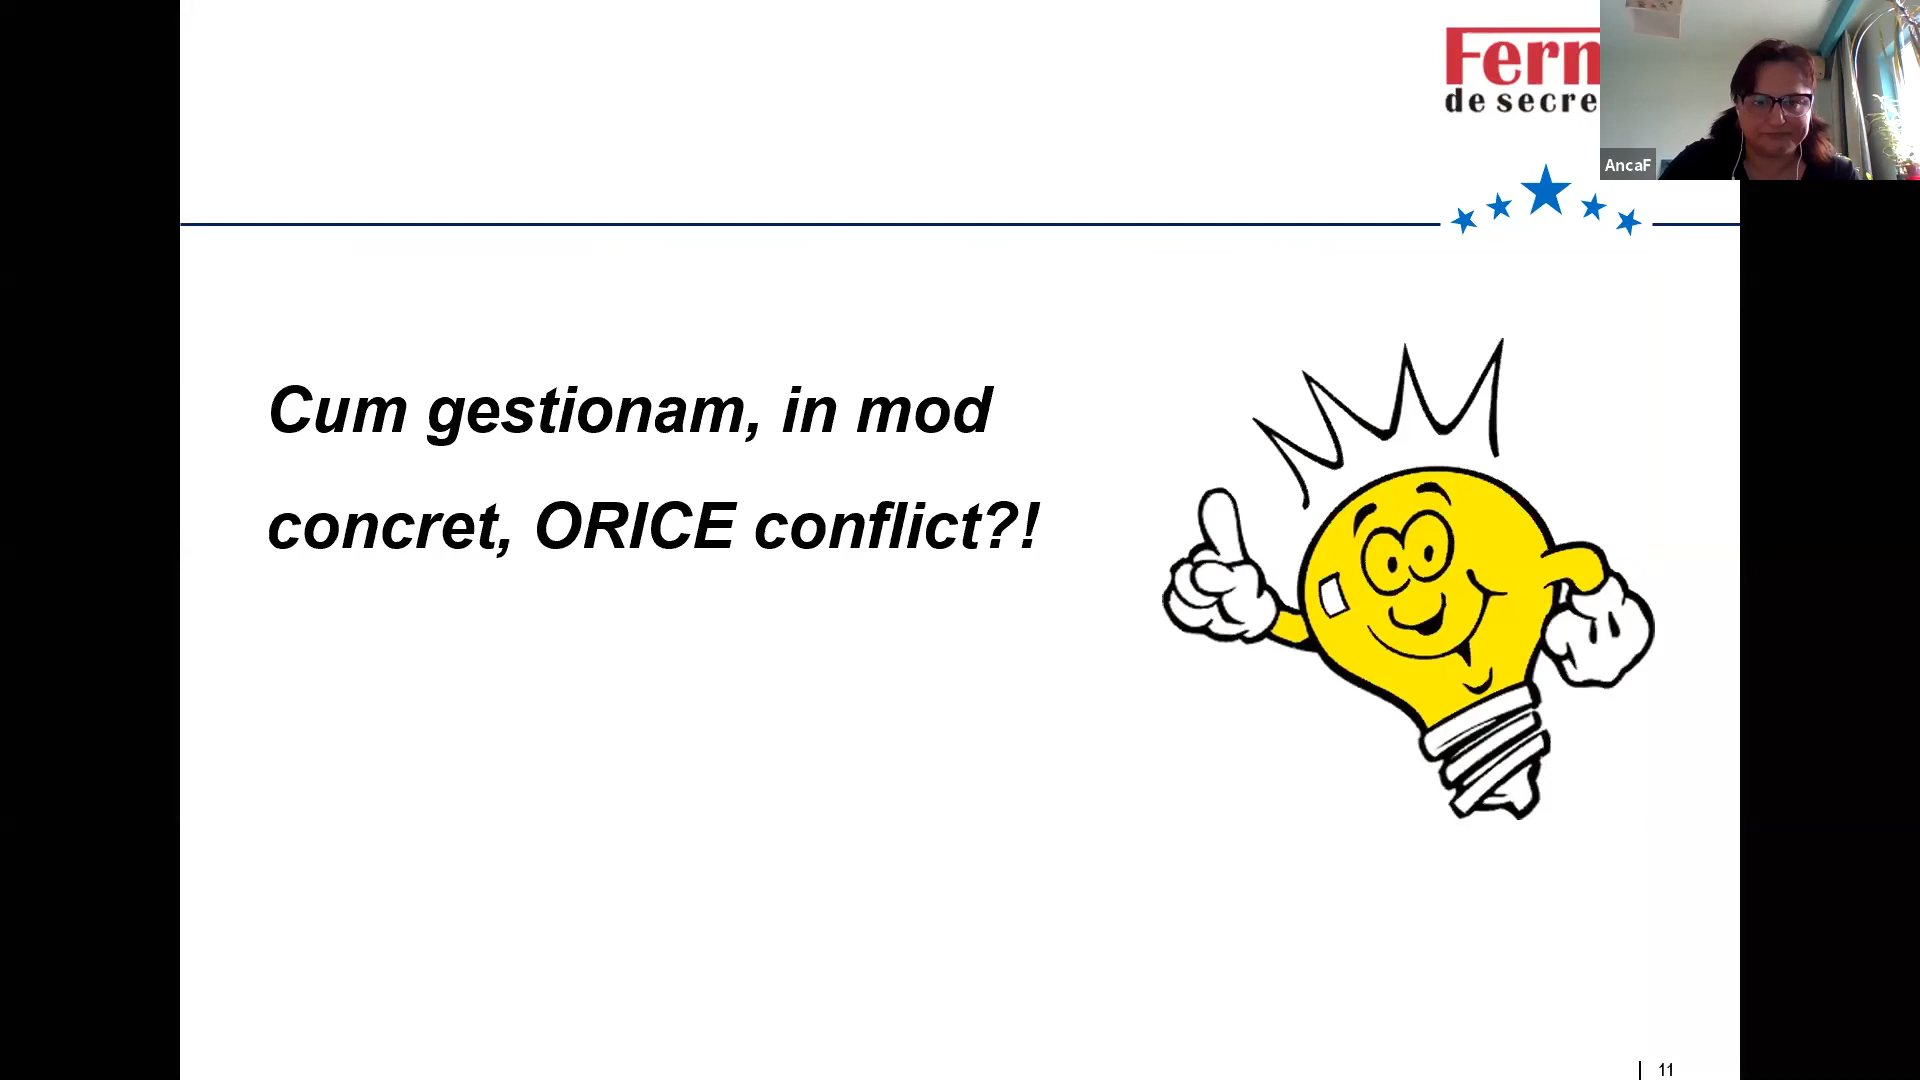 Fern
de secre
AncaF
Cum gestionam, in mod
concret, ORICE conflict?!
11